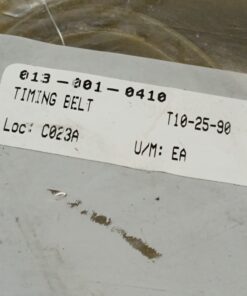 013-001-0410
TIMING BELT T10-25-90
Loc: C023A U/M: EA